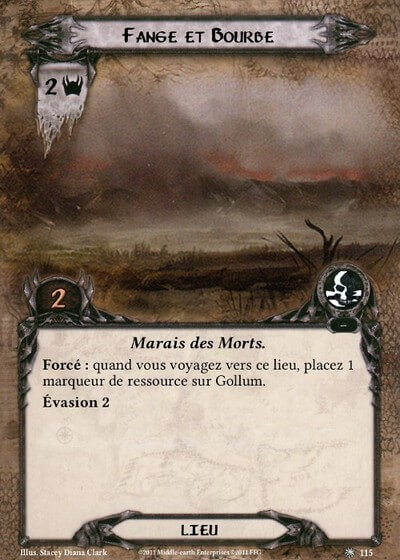 Fange et Bourbe
2
2
–
Marais des Morts.
Forcé : quand vous voyagez vers ce lieu, placez 1
marqueur de ressource sur Gollum.
Évasion 2
LIEU
Illus. Stacey Diana Clark
©2011 Middle-earth Enterprises ©2011 FFG
115